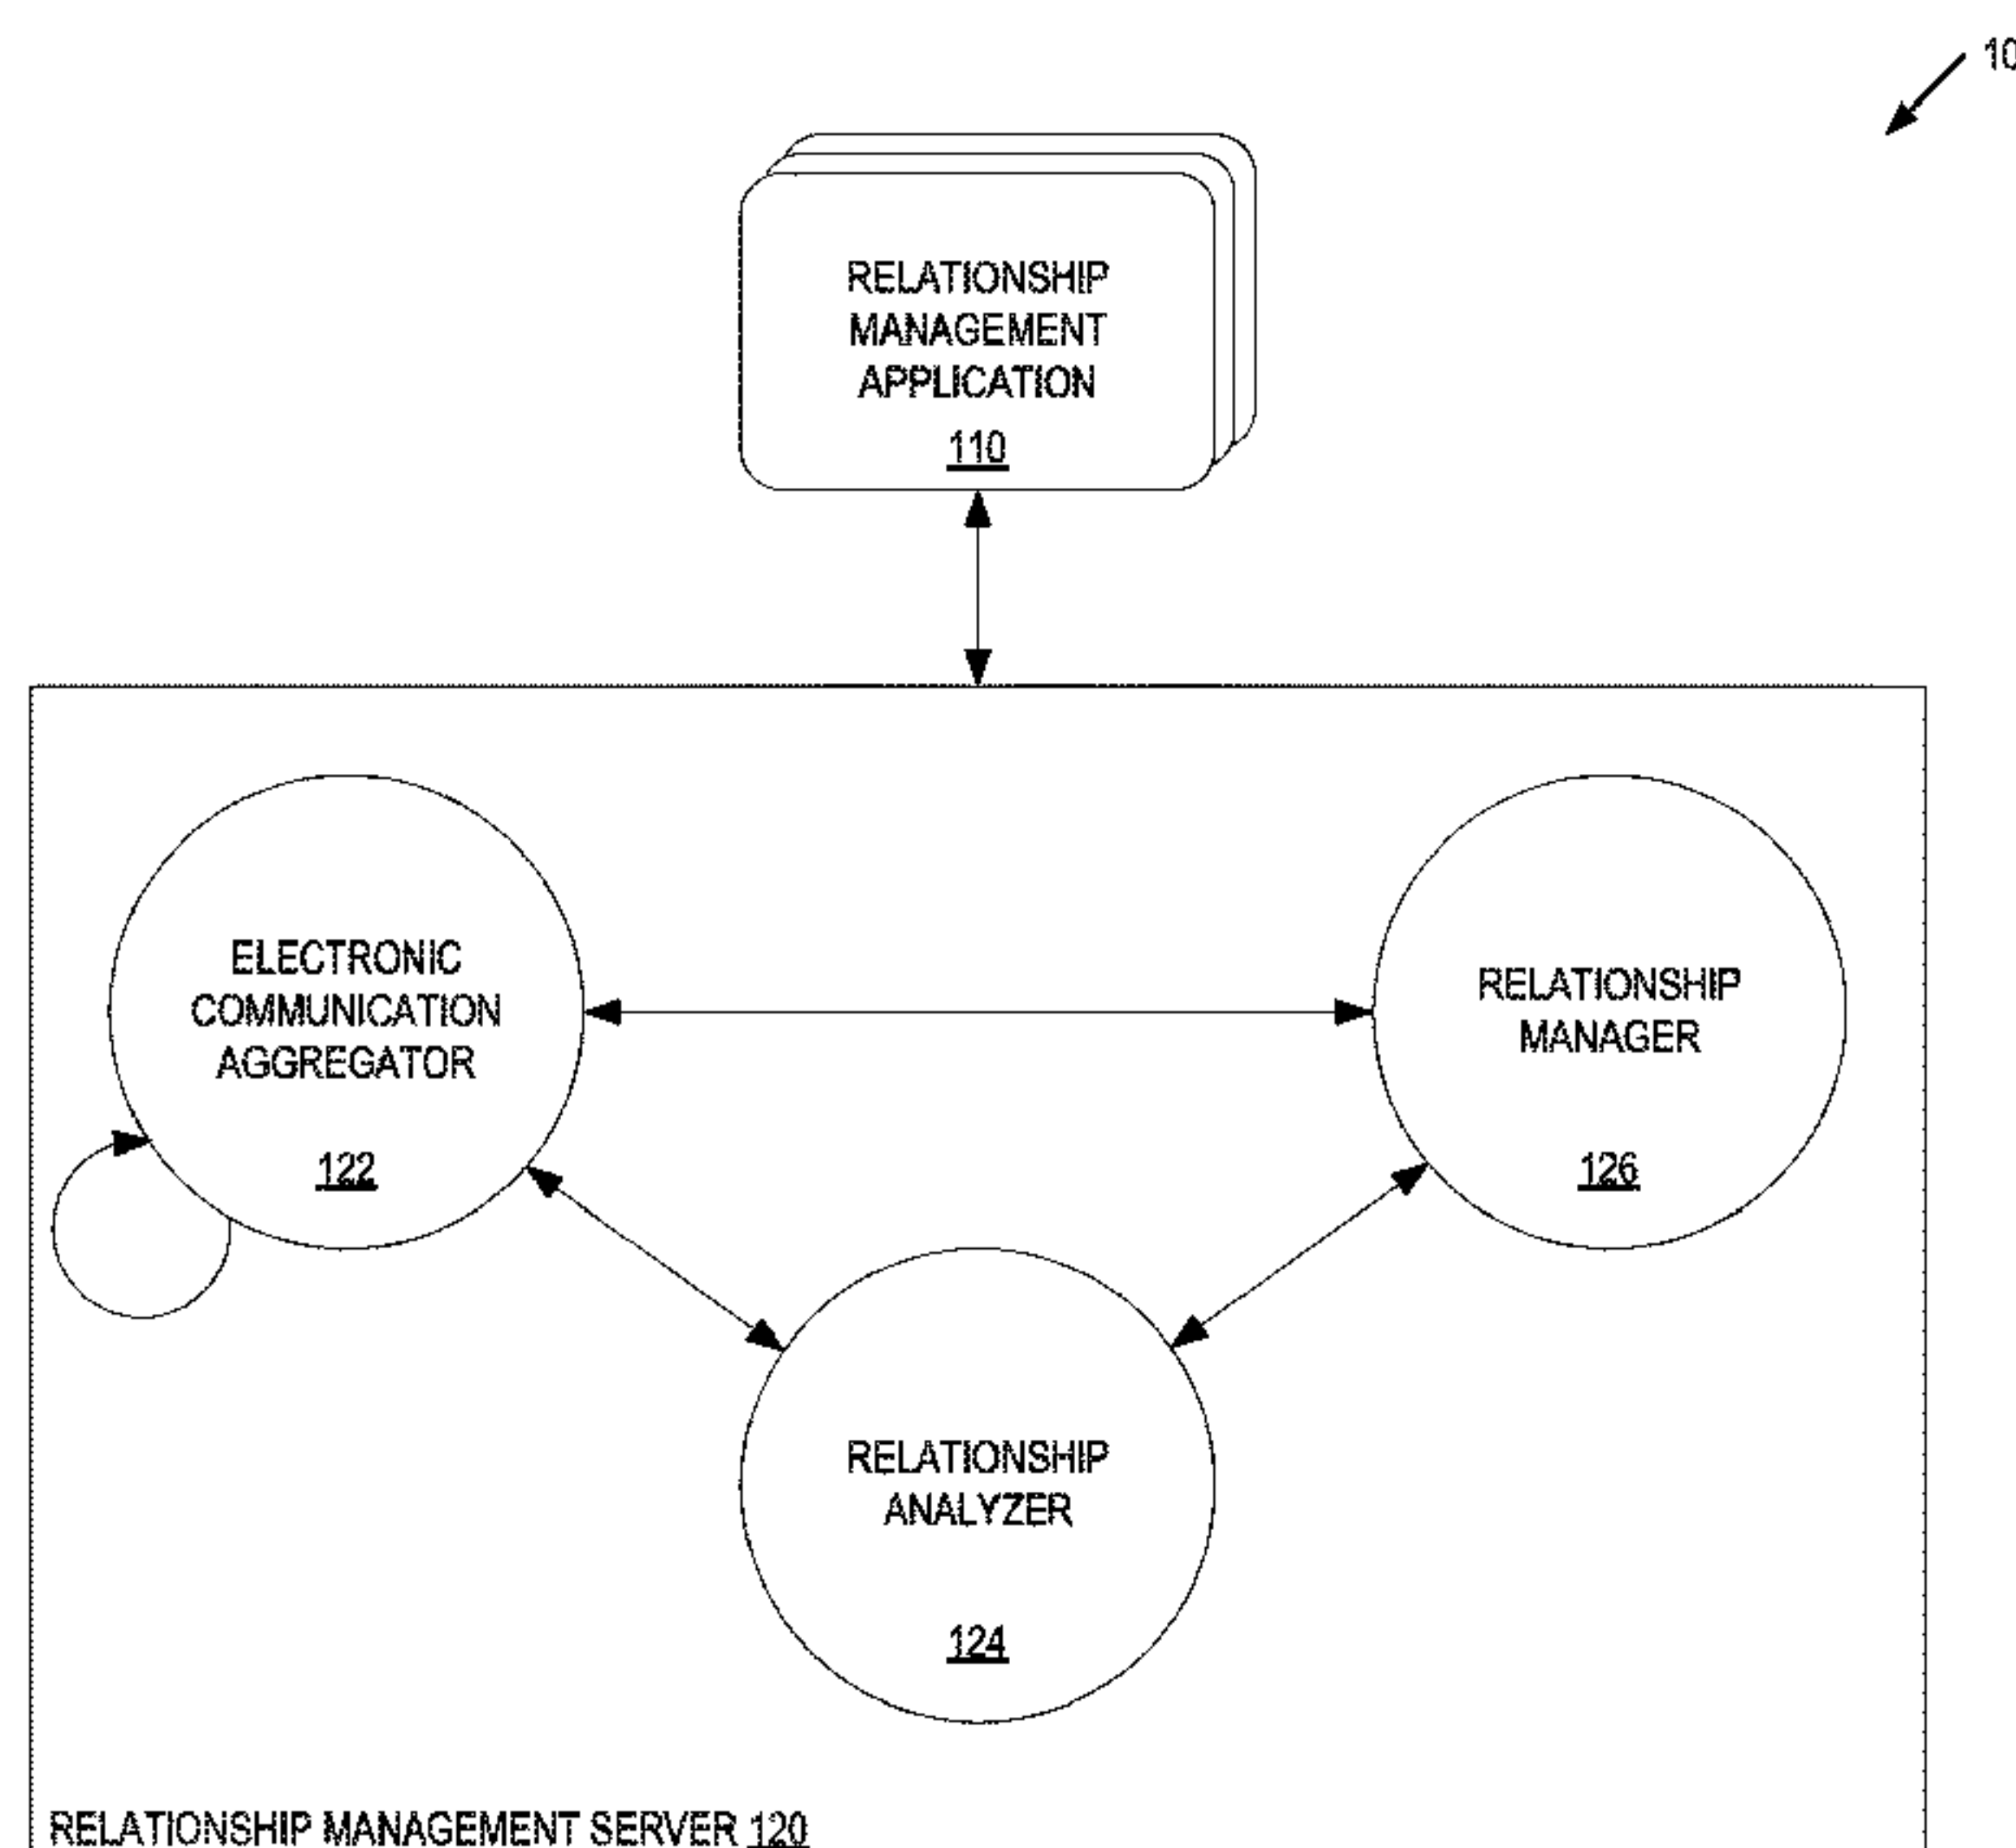 10
RELATIONSHIP
MANAGEMENT
APPLICATION
110
ELECTRONIC
COMMUNICATION
AGGREGATOR
122
RELATIONSHIP
MANAGER
126
RELATIONSHIP
ANALYZER
124
RELATIONSHIP MANAGEMENT SERVER 120